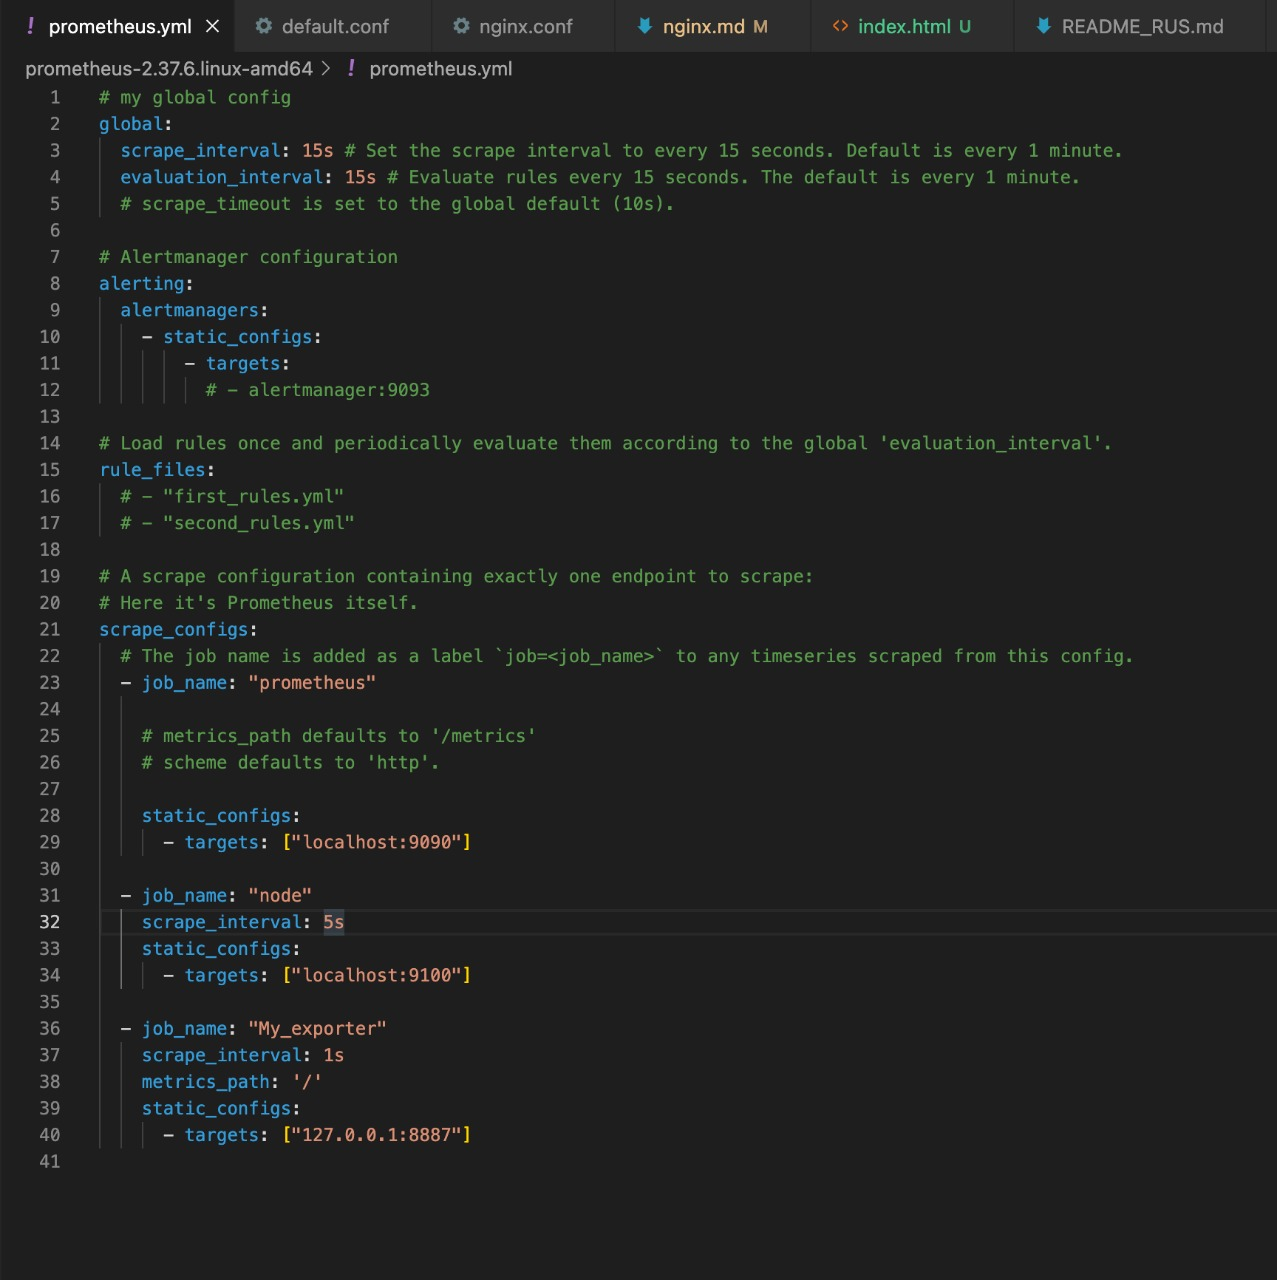 prometheus.yml default.conf nginx.conf nginx.md M index.html U README_RUS.md
prometheus-2.37.6.linux-amd64 > ! prometheus.yml
1 # my global config
2 global:
3 scrape_interval: 15s # Set the scrape interval to every 15 seconds. Default is every 1 minute.
4 evaluation_interval: 15s # Evaluate rules every 15 seconds. The default is every 1 minute.
5 # scrape_timeout is set to the global default (10s).
6
7 # Alertmanager configuration
8 alerting:
9 alertmanagers:
10 - static_configs:
11 - targets:
12 # - alertmanager:9093
13
14 # Load rules once and periodically evaluate them according to the global 'evaluation_interval'.
15 rule_files:
16 # - "first_rules.yml"
17 # - "second_rules.yml"
18
19 # A scrape configuration containing exactly one endpoint to scrape:
20 # Here it's Prometheus itself.
21 scrape_configs:
22 # The job name is added as a label `job=<job_name>` to any timeseries scraped from this config.
23 - job_name: "prometheus"
24
25 # metrics_path defaults to '/metrics'
26 # scheme defaults to 'http'.
27
28 static_configs:
29 - targets: ["localhost:9090"]
30
31 - job_name: "node"
32 scrape_interval: 5s
33 static_configs:
34 - targets: ["localhost:9100"]
35
36 - job_name: "My_exporter"
37 scrape_interval: 1s
38 metrics_path: '/'
39 static_configs:
40 - targets: ["127.0.0.1:8887"]
41